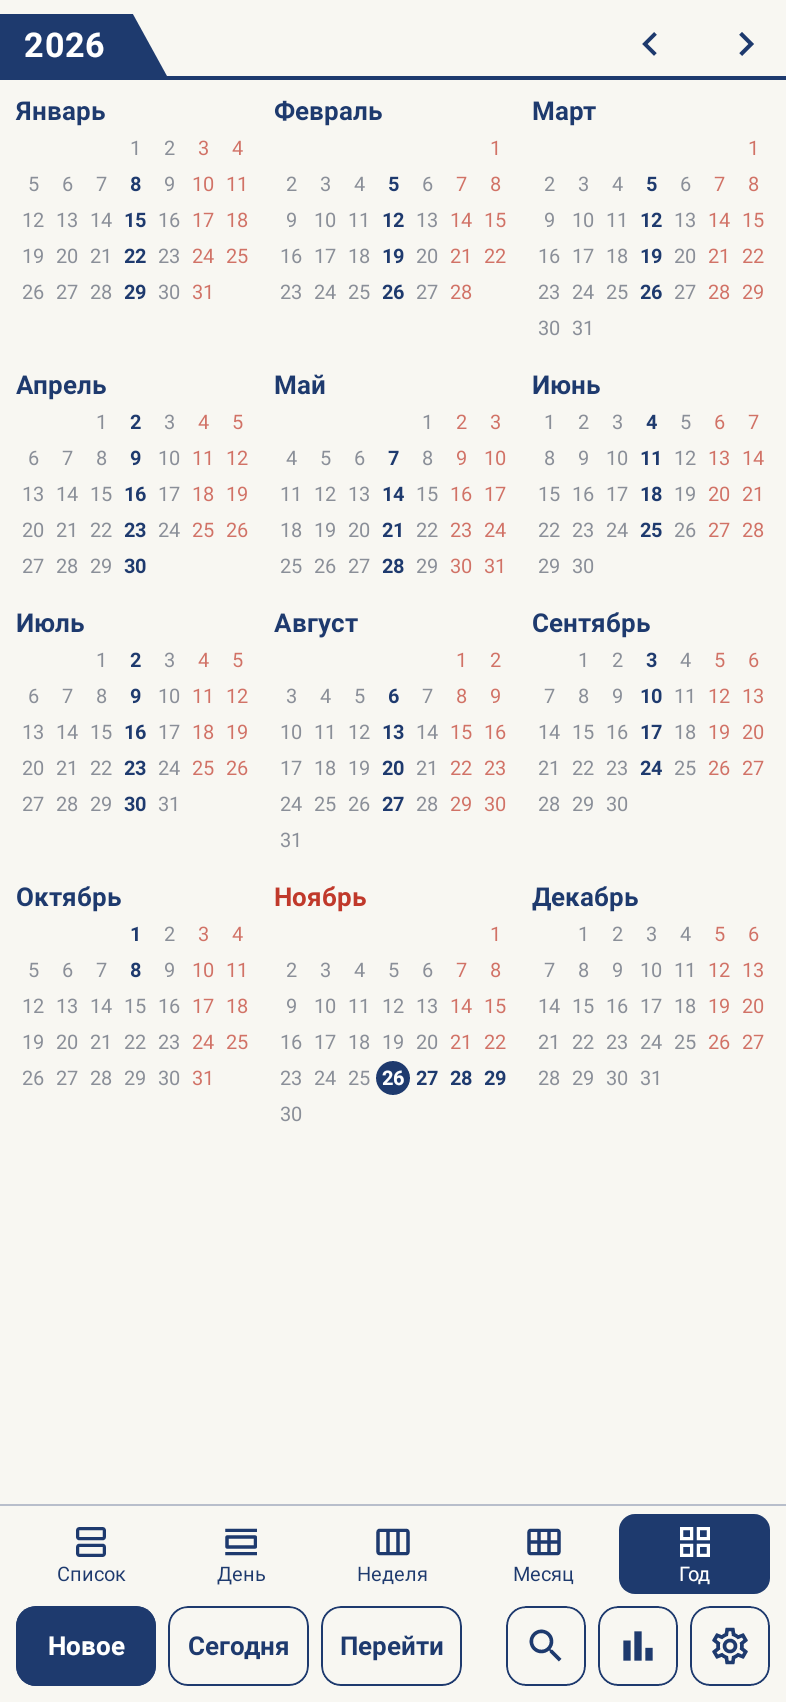 2026
Январь Февраль Март
1 2 3 4 1 1
5 6 7 8 9 10 11 2 3 4 5 6 7 8 2 3 4 5 6 7 8
12 13 14 15 16 17 18 9 10 11 12 13 14 15 9 10 11 12 13 14 15
19 20 21 22 23 24 25 16 17 18 19 20 21 22 16 17 18 19 20 21 22
26 27 28 29 30 31 23 24 25 26 27 28 23 24 25 26 27 28 29
30 31
Апрель Май Июнь
1 2 3 4 5 1 2 3 1 2 3 4 5 6 7
6 7 8 9 10 11 12 4 5 6 7 8 9 10 8 9 10 11 12 13 14
13 14 15 16 17 18 19 11 12 13 14 15 16 17 15 16 17 18 19 20 21
20 21 22 23 24 25 26 18 19 20 21 22 23 24 22 23 24 25 26 27 28
27 28 29 30 25 26 27 28 29 30 31 29 30
Июль Август Сентябрь
1 2 3 4 5 1 2 1 2 3 4 5 6
6 7 8 9 10 11 12 3 4 5 6 7 8 9 7 8 9 10 11 12 13
13 14 15 16 17 18 19 10 11 12 13 14 15 16 14 15 16 17 18 19 20
20 21 22 23 24 25 26 17 18 19 20 21 22 23 21 22 23 24 25 26 27
27 28 29 30 31 24 25 26 27 28 29 30 28 29 30
31
Октябрь Ноябрь Декабрь
1 2 3 4 1 1 2 3 4 5 6
5 6 7 8 9 10 11 2 3 4 5 6 7 8 7 8 9 10 11 12 13
12 13 14 15 16 17 18 9 10 11 12 13 14 15 14 15 16 17 18 19 20
19 20 21 22 23 24 25 16 17 18 19 20 21 22 21 22 23 24 25 26 27
26 27 28 29 30 31 23 24 25 26 27 28 29 28 29 30 31
30
Список День Неделя Месяц Год
Новое Сегодня Перейти